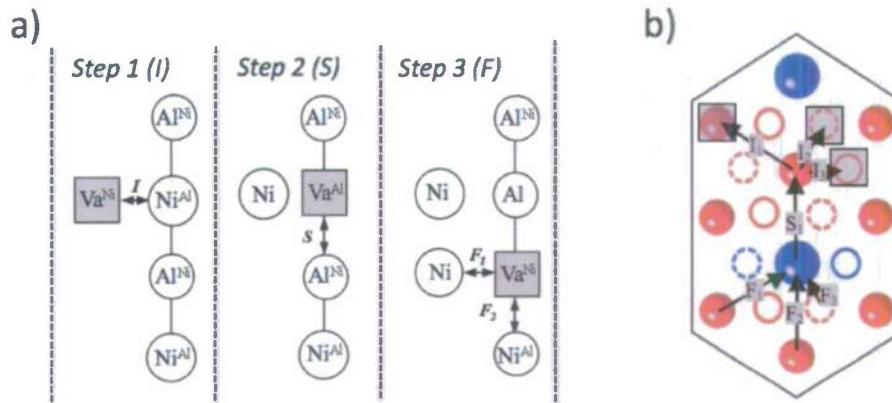 a)
b)
Step 1 (I)
Step 2 (S)
Step 3 (F)
Al^Ni
Va^Ni
I
Ni^Al
Al^Ni
Ni^Al
Al^Ni
Ni
Va^Al
S
Al^Ni
Ni^Al
Al^Ni
Ni
Al
Ni
F₁
Va^Ni
F₂
Ni^Al
I₁
I₃
S₁
F₁
F₂